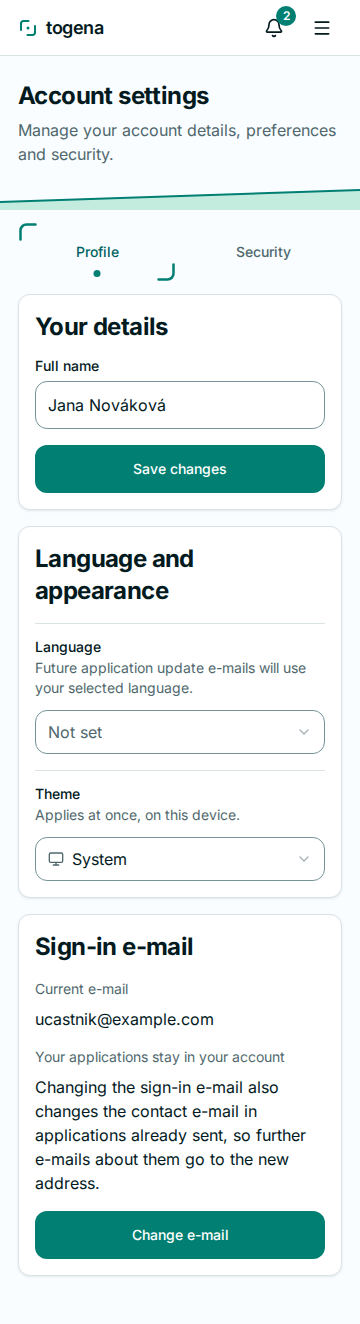 togena
2
Account settings
Manage your account details, preferences
and security.
Profile
Security
Your details
Full name
Jana Nováková
Save changes
Language and
appearance
Language
Future application update e-mails will use
your selected language.
Not set
Theme
Applies at once, on this device.
System
Sign-in e-mail
Current e-mail
ucastnik@example.com
Your applications stay in your account
Changing the sign-in e-mail also
changes the contact e-mail in
applications already sent, so further
e-mails about them go to the new
address.
Change e-mail